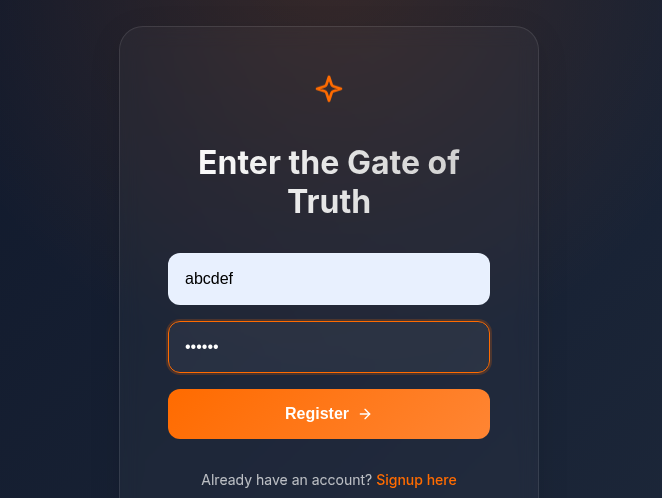 Enter the Gate of
Truth
abcdef
••••••
Register →
Already have an account? Signup here